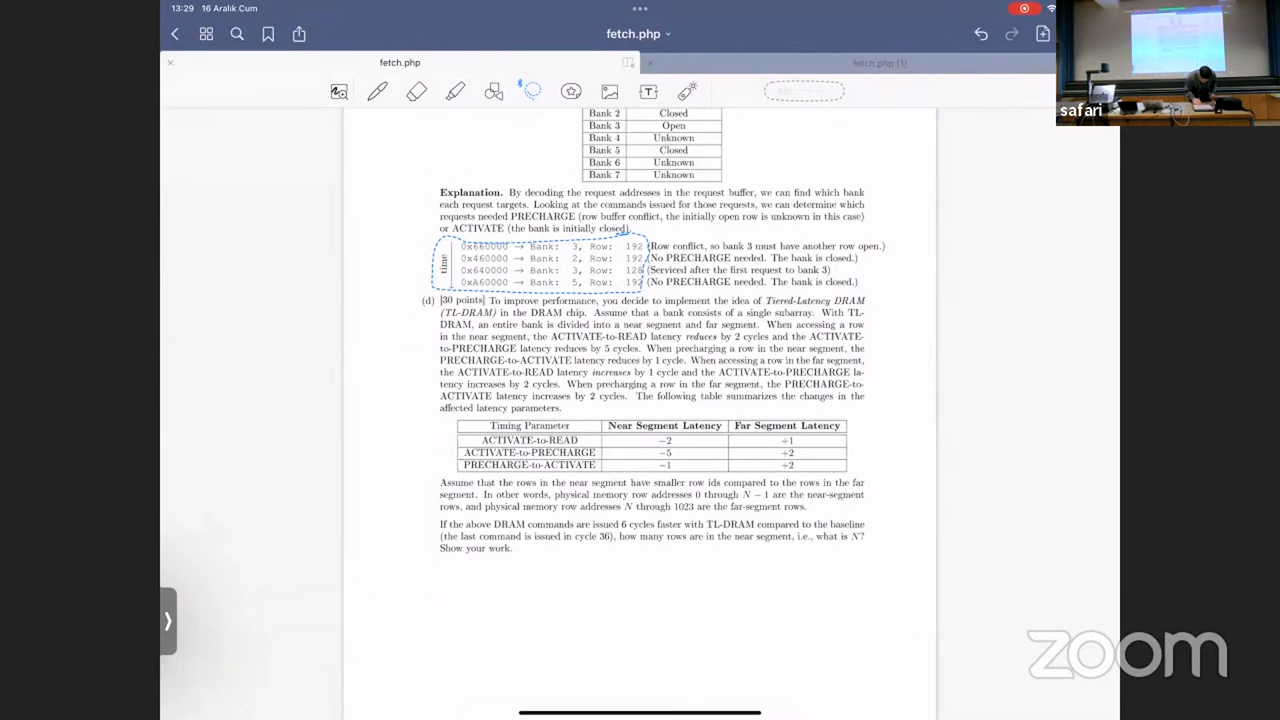 13:29 16 Aralık Cum
fetch.php
fetch.php
fetch.php (1)
safari
Bank 2 Closed
Bank 3 Open
Bank 4 Unknown
Bank 5 Closed
Bank 6 Unknown
Bank 7 Unknown
Explanation. By decoding the request addresses in the request buffer, we can find which bank
each request targets. Looking at the commands issued for those requests, we can determine which
requests needed PRECHARGE (row buffer conflict, the initially open row is unknown in this case)
or ACTIVATE (the bank is initially closed).
time
0x660000 → Bank: 3, Row: 192 (Row conflict, so bank 3 must have another row open.)
0x460000 → Bank: 2, Row: 192 (No PRECHARGE needed. The bank is closed.)
0x640000 → Bank: 3, Row: 128 (Serviced after the first request to bank 3)
0xA60000 → Bank: 5, Row: 192 (No PRECHARGE needed. The bank is closed.)
(d) [30 points] To improve performance, you decide to implement the idea of Tiered-Latency DRAM
(TL-DRAM) in the DRAM chip. Assume that a bank consists of a single subarray. With TL-
DRAM, an entire bank is divided into a near segment and far segment. When accessing a row
in the near segment, the ACTIVATE-to-READ latency reduces by 2 cycles and the ACTIVATE-
to-PRECHARGE latency reduces by 5 cycles. When precharging a row in the near segment, the
PRECHARGE-to-ACTIVATE latency reduces by 1 cycle. When accessing a row in the far segment,
the ACTIVATE-to-READ latency increases by 1 cycle and the ACTIVATE-to-PRECHARGE la-
tency increases by 2 cycles. When precharging a row in the far segment, the PRECHARGE-to-
ACTIVATE latency increases by 2 cycles. The following table summarizes the changes in the
affected latency parameters.
Timing Parameter Near Segment Latency Far Segment Latency
ACTIVATE-to-READ −2 +1
ACTIVATE-to-PRECHARGE −5 +2
PRECHARGE-to-ACTIVATE −1 +2
Assume that the rows in the near segment have smaller row ids compared to the rows in the far
segment. In other words, physical memory row addresses 0 through N − 1 are the near-segment
rows, and physical memory row addresses N through 1023 are the far-segment rows.
If the above DRAM commands are issued 6 cycles faster with TL-DRAM compared to the baseline
(the last command is issued in cycle 36), how many rows are in the near segment, i.e., what is N?
Show your work.
zoom